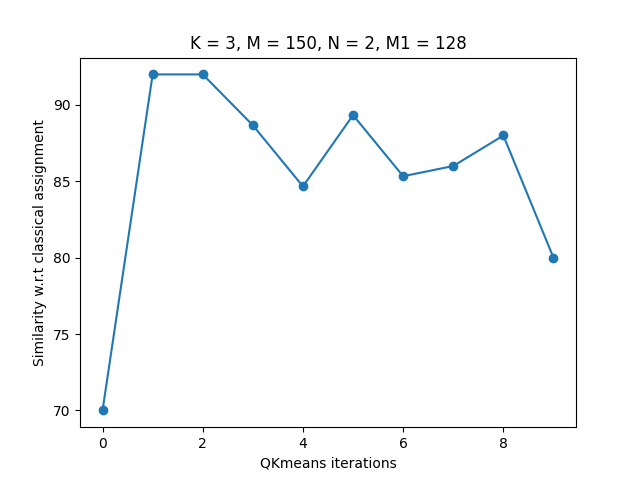 K = 3, M = 150, N = 2, M1 = 128
Similarity w.r.t classical assignment
90
85
80
75
70
0 2 4 6 8
QKmeans iterations